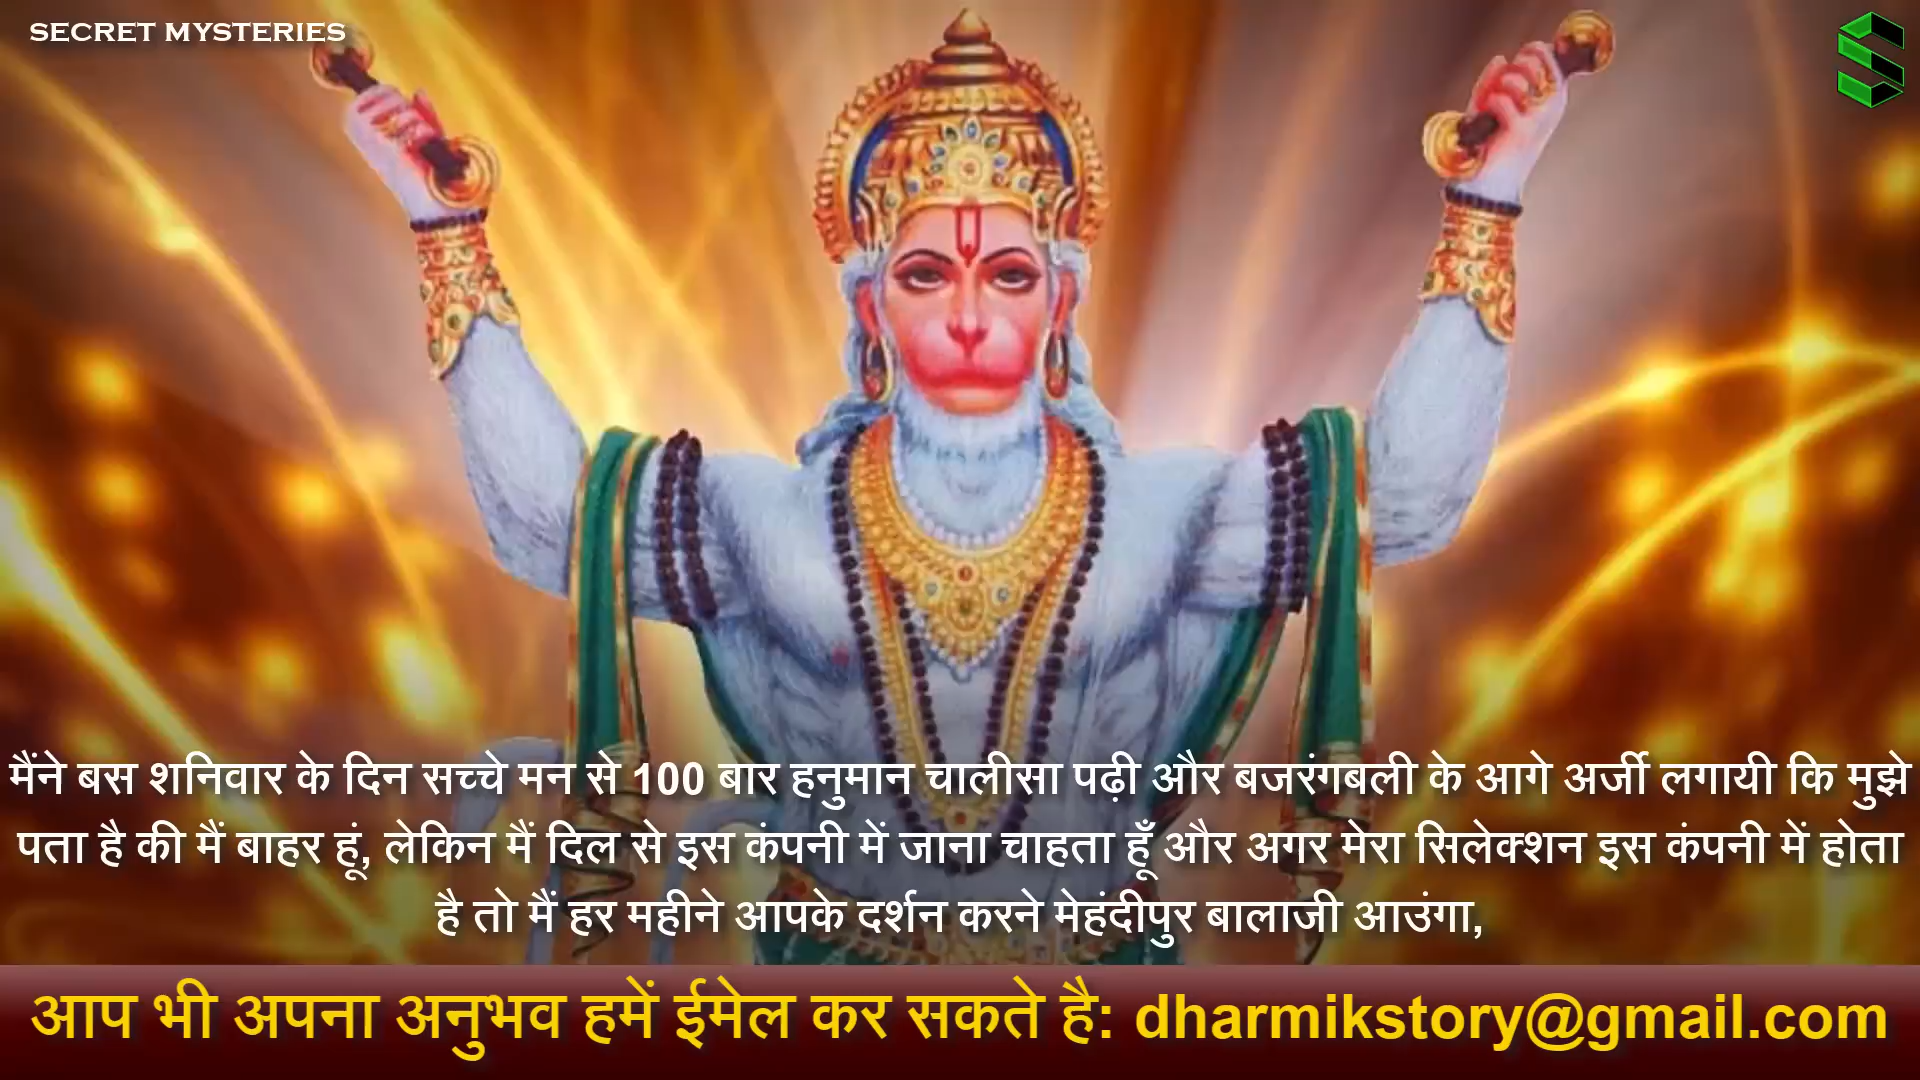 SECRET MYSTERIES
मैंने बस शनिवार के दिन सच्चे मन से 100 बार हनुमान चालीसा पढ़ी और बजरंगबली के आगे अर्जी लगायी कि मुझे
पता है की मैं बाहर हूं, लेकिन मैं दिल से इस कंपनी में जाना चाहता हूँ और अगर मेरा सिलेक्शन इस कंपनी में होता
है तो मैं हर महीने आपके दर्शन करने मेहंदीपुर बालाजी आउंगा,
आप भी अपना अनुभव हमें ईमेल कर सकते है: dharmikstory@gmail.com